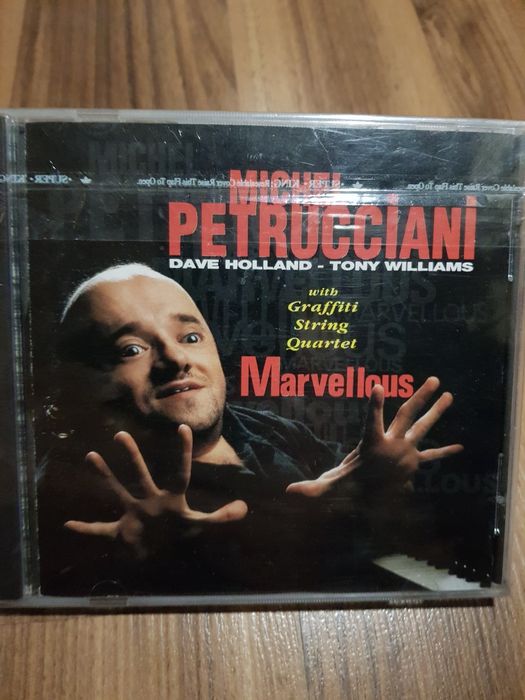 MICHEL
PETRUCCIANI
DAVE HOLLAND - TONY WILLIAMS
with
Graffiti
String
Quartet
Marvellous